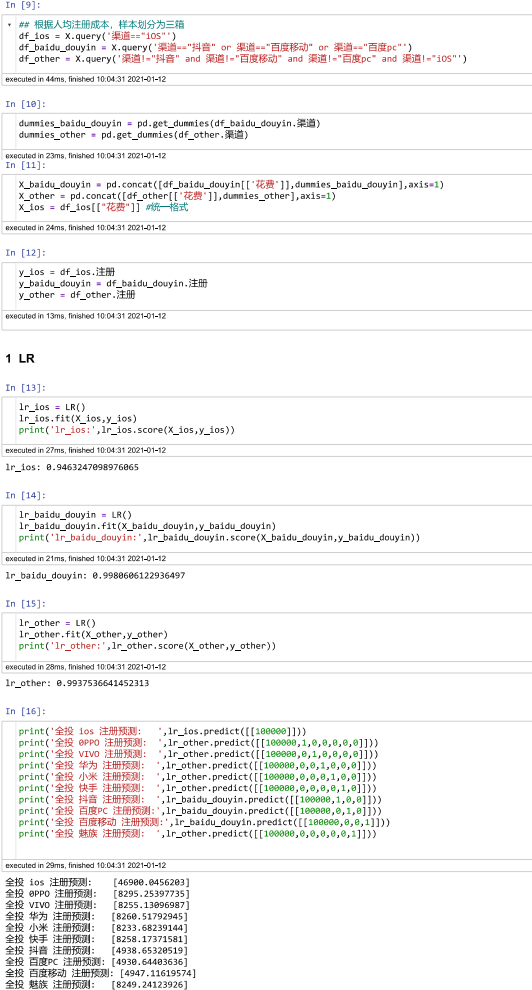 In [9]:
## 根据人均注册成本，样本划分为三箱
df_ios = X.query('渠道=="iOS"')
df_baidu_douyin = X.query('渠道=="抖音" or 渠道=="百度移动" or 渠道=="百度pc"')
df_other = X.query('渠道!="抖音" and 渠道!="百度移动" and 渠道!="百度pc" and 渠道!="iOS"')
executed in 44ms, finished 10:04:31 2021-01-12
In [10]:
dummies_baidu_douyin = pd.get_dummies(df_baidu_douyin.渠道)
dummies_other = pd.get_dummies(df_other.渠道)
executed in 23ms, finished 10:04:31 2021-01-12
In [11]:
X_baidu_douyin = pd.concat([df_baidu_douyin[['花费']],dummies_baidu_douyin],axis=1)
X_other = pd.concat([df_other[['花费']],dummies_other],axis=1)
X_ios = df_ios[["花费"]] #统一格式
executed in 24ms, finished 10:04:31 2021-01-12
In [12]:
y_ios = df_ios.注册
y_baidu_douyin = df_baidu_douyin.注册
y_other = df_other.注册
executed in 13ms, finished 10:04:31 2021-01-12
1 LR
In [13]:
lr_ios = LR()
lr_ios.fit(X_ios,y_ios)
print('lr_ios:',lr_ios.score(X_ios,y_ios))
executed in 27ms, finished 10:04:31 2021-01-12
lr_ios: 0.9463247098976065
In [14]:
lr_baidu_douyin = LR()
lr_baidu_douyin.fit(X_baidu_douyin,y_baidu_douyin)
print('lr_baidu_douyin:',lr_baidu_douyin.score(X_baidu_douyin,y_baidu_douyin))
executed in 21ms, finished 10:04:31 2021-01-12
lr_baidu_douyin: 0.9980606122936497
In [15]:
lr_other = LR()
lr_other.fit(X_other,y_other)
print('lr_other:',lr_other.score(X_other,y_other))
executed in 28ms, finished 10:04:31 2021-01-12
lr_other: 0.9937536641452313
In [16]:
print('全投 ios 注册预测:   ',lr_ios.predict([[100000]]))
print('全投 0PPO 注册预测:  ',lr_other.predict([[100000,1,0,0,0,0,0]]))
print('全投 VIVO 注册预测:  ',lr_other.predict([[100000,0,1,0,0,0,0]]))
print('全投 华为 注册预测:  ',lr_other.predict([[100000,0,0,1,0,0,0]]))
print('全投 小米 注册预测:  ',lr_other.predict([[100000,0,0,0,1,0,0]]))
print('全投 快手 注册预测:  ',lr_other.predict([[100000,0,0,0,0,1,0]]))
print('全投 抖音 注册预测:  ',lr_baidu_douyin.predict([[100000,1,0,0]]))
print('全投 百度PC 注册预测:',lr_baidu_douyin.predict([[100000,0,1,0]]))
print('全投 百度移动 注册预测:',lr_baidu_douyin.predict([[100000,0,0,1]]))
print('全投 魅族 注册预测:  ',lr_other.predict([[100000,0,0,0,0,0,1]]))
executed in 29ms, finished 10:04:31 2021-01-12
全投 ios 注册预测:    [46900.0456203]
全投 0PPO 注册预测:   [8295.25397735]
全投 VIVO 注册预测:   [8255.13096987]
全投 华为 注册预测:   [8260.51792945]
全投 小米 注册预测:   [8233.68239144]
全投 快手 注册预测:   [8258.17371581]
全投 抖音 注册预测:   [4938.65320519]
全投 百度PC 注册预测: [4930.64403636]
全投 百度移动 注册预测: [4947.11619574]
全投 魅族 注册预测:   [8249.24123926]